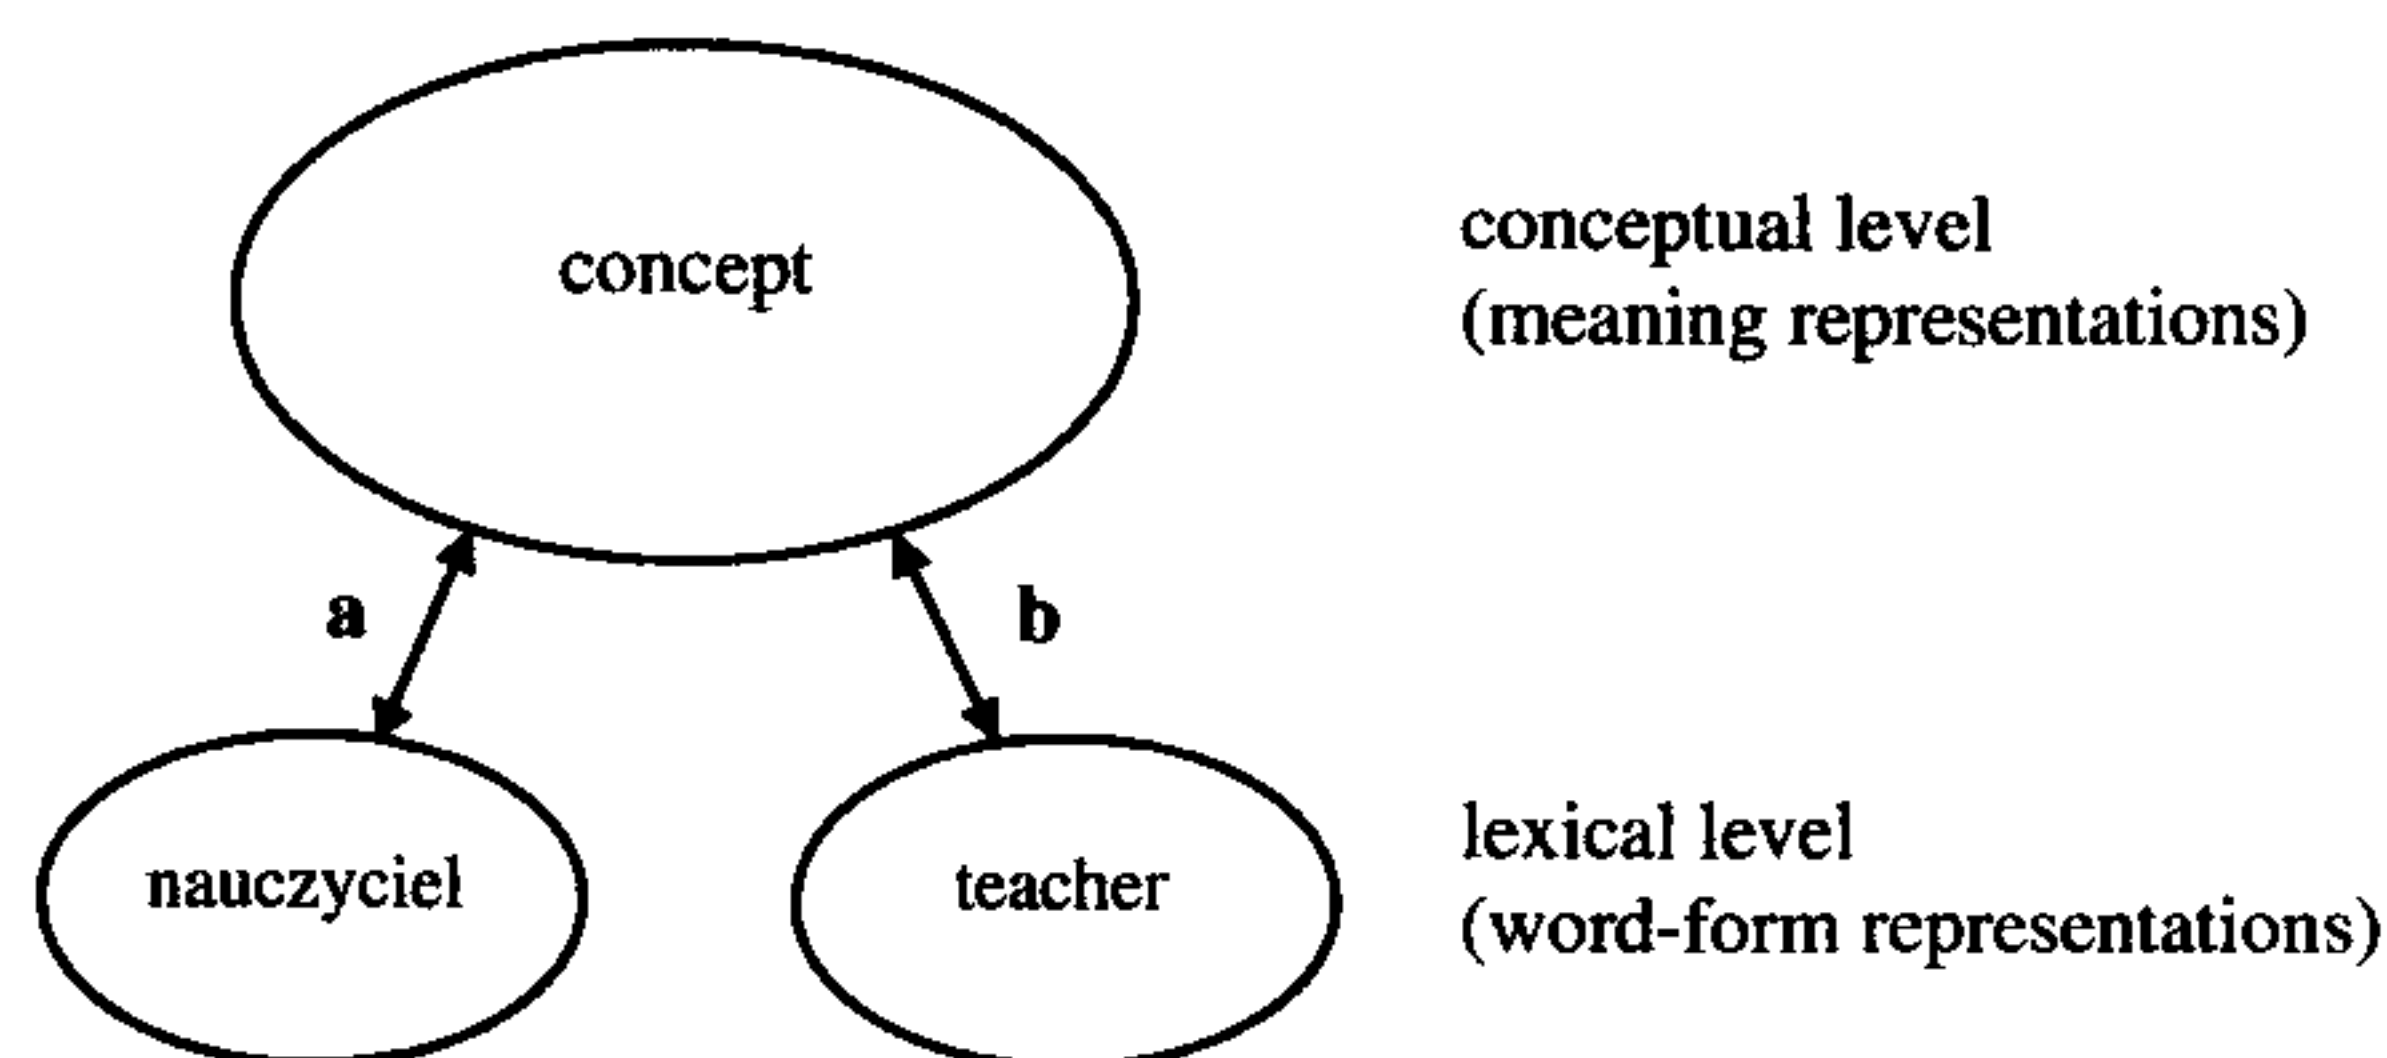 concept
conceptual level
(meaning representations)
a
b
nauczyciel
teacher
lexical level
(word-form representations)